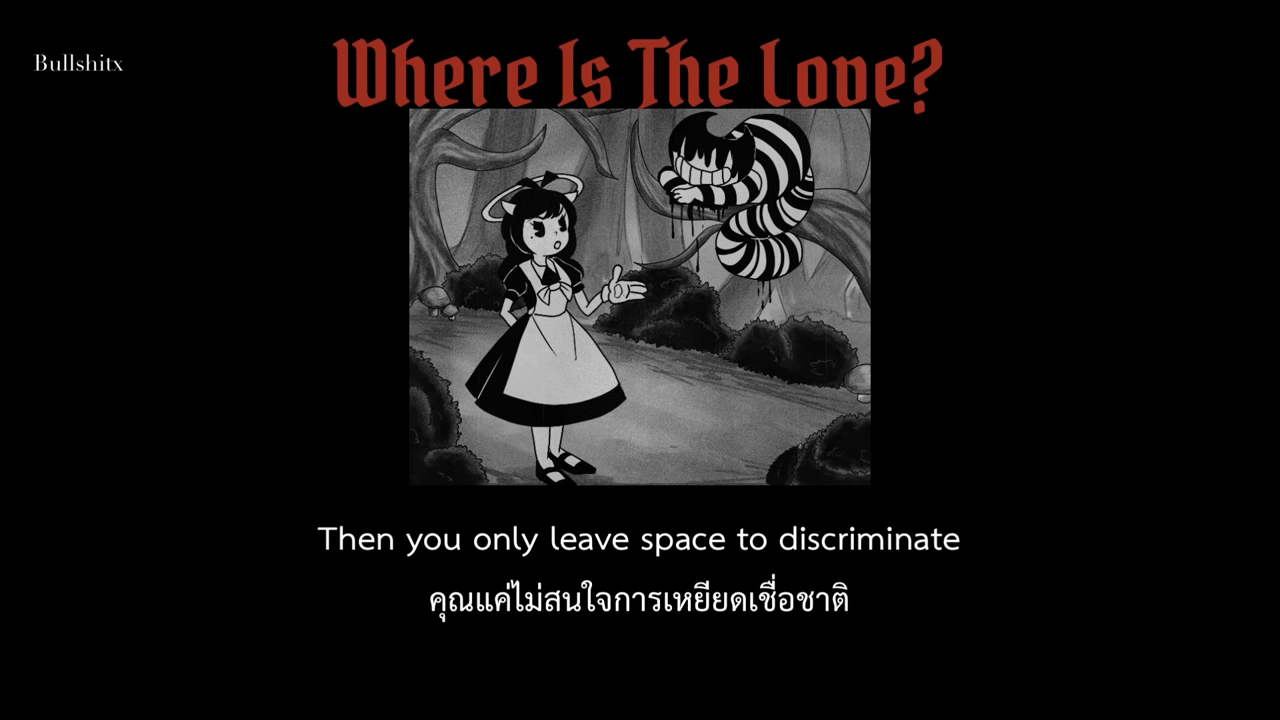 Bullshitx
Where Is The Love?
Then you only leave space to discriminate
คุณแค่ไม่สนใจการเหยียดเชื่อชาติ